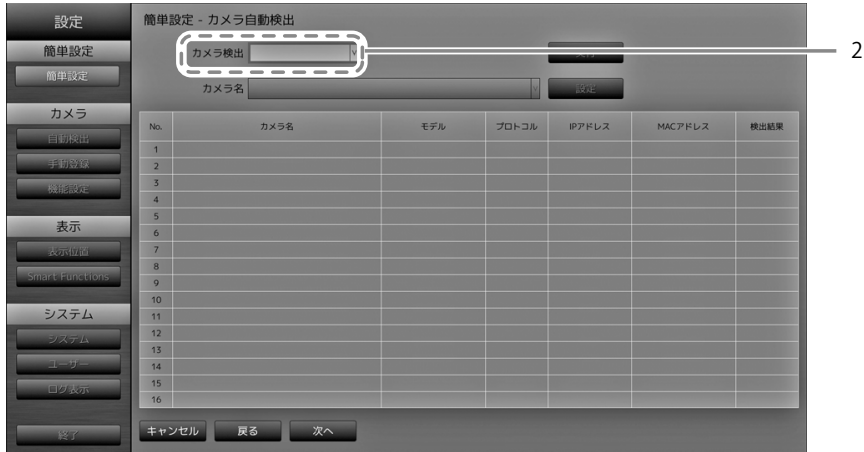 設定
簡単設定
簡単設定
カメラ
自動検出
手動登録
機能設定
表示
表示位置
Smart Functions
システム
システム
ユーザー
ログ表示
終了
簡単設定 - カメラ自動検出
カメラ検出
2
カメラ名 設定
No. カメラ名 モデル プロトコル IPアドレス MACアドレス 検出結果
1
2
3
4
5
6
7
8
9
10
11
12
13
14
15
16
キャンセル 戻る 次へ